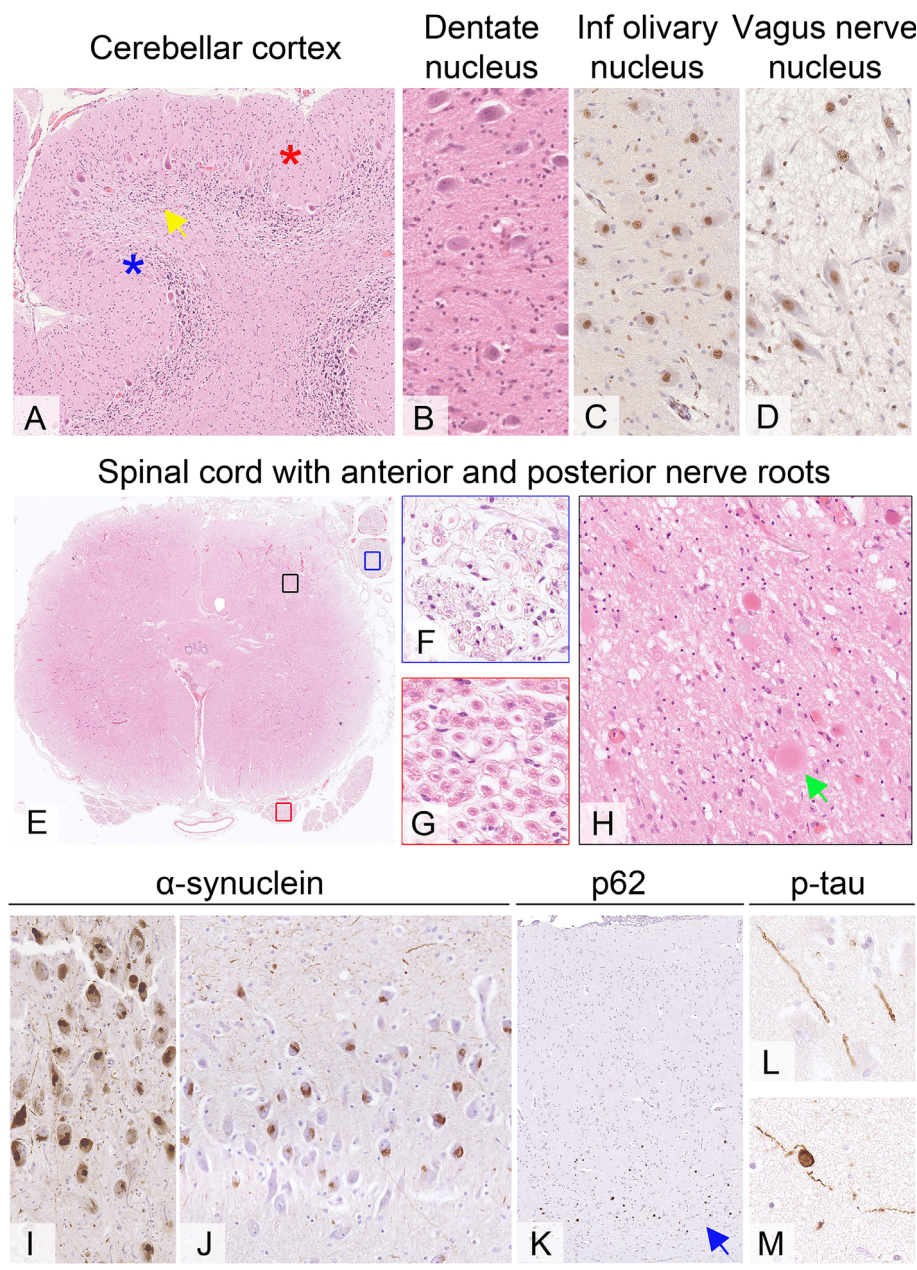 Cerebellar cortex
Dentate
nucleus
Inf olivary
nucleus
Vagus nerve
nucleus
A
B
C
D
Spinal cord with anterior and posterior nerve roots
E
F
G
H
α-synuclein
p62
p-tau
I
J
K
L
M